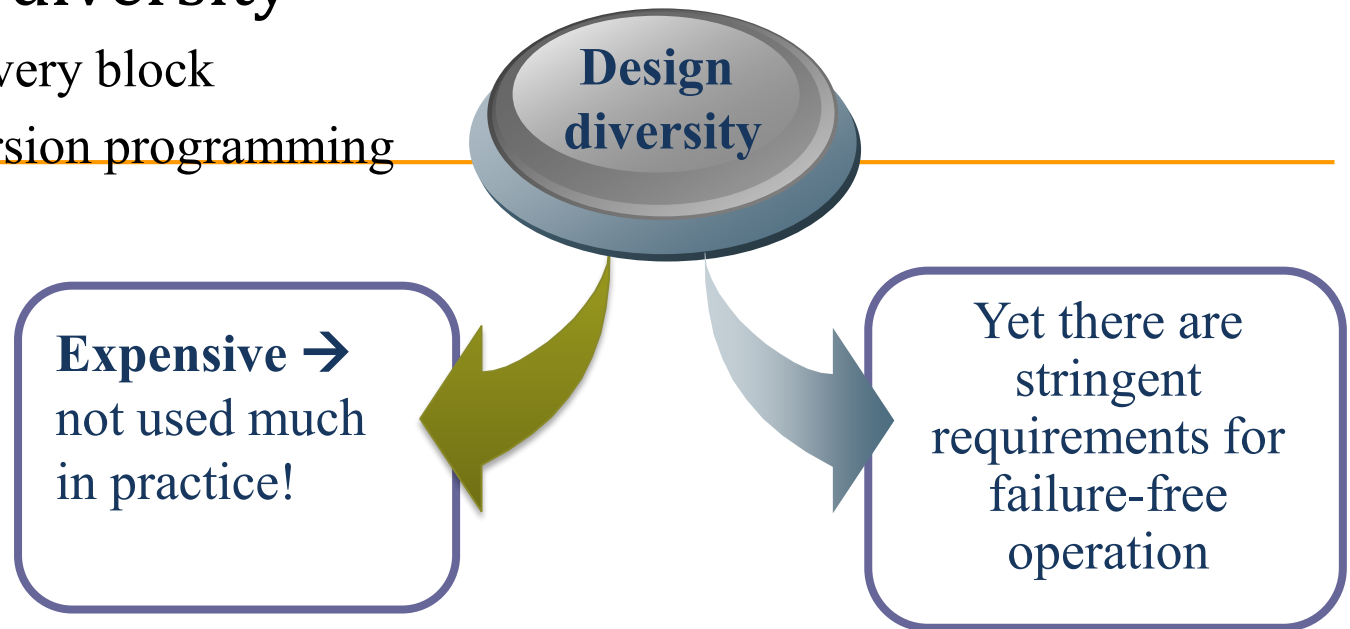 diversity
very block
rsion programming
Design
diversity
Expensive →
not used much
in practice!
Yet there are
stringent
requirements for
failure-free
operation